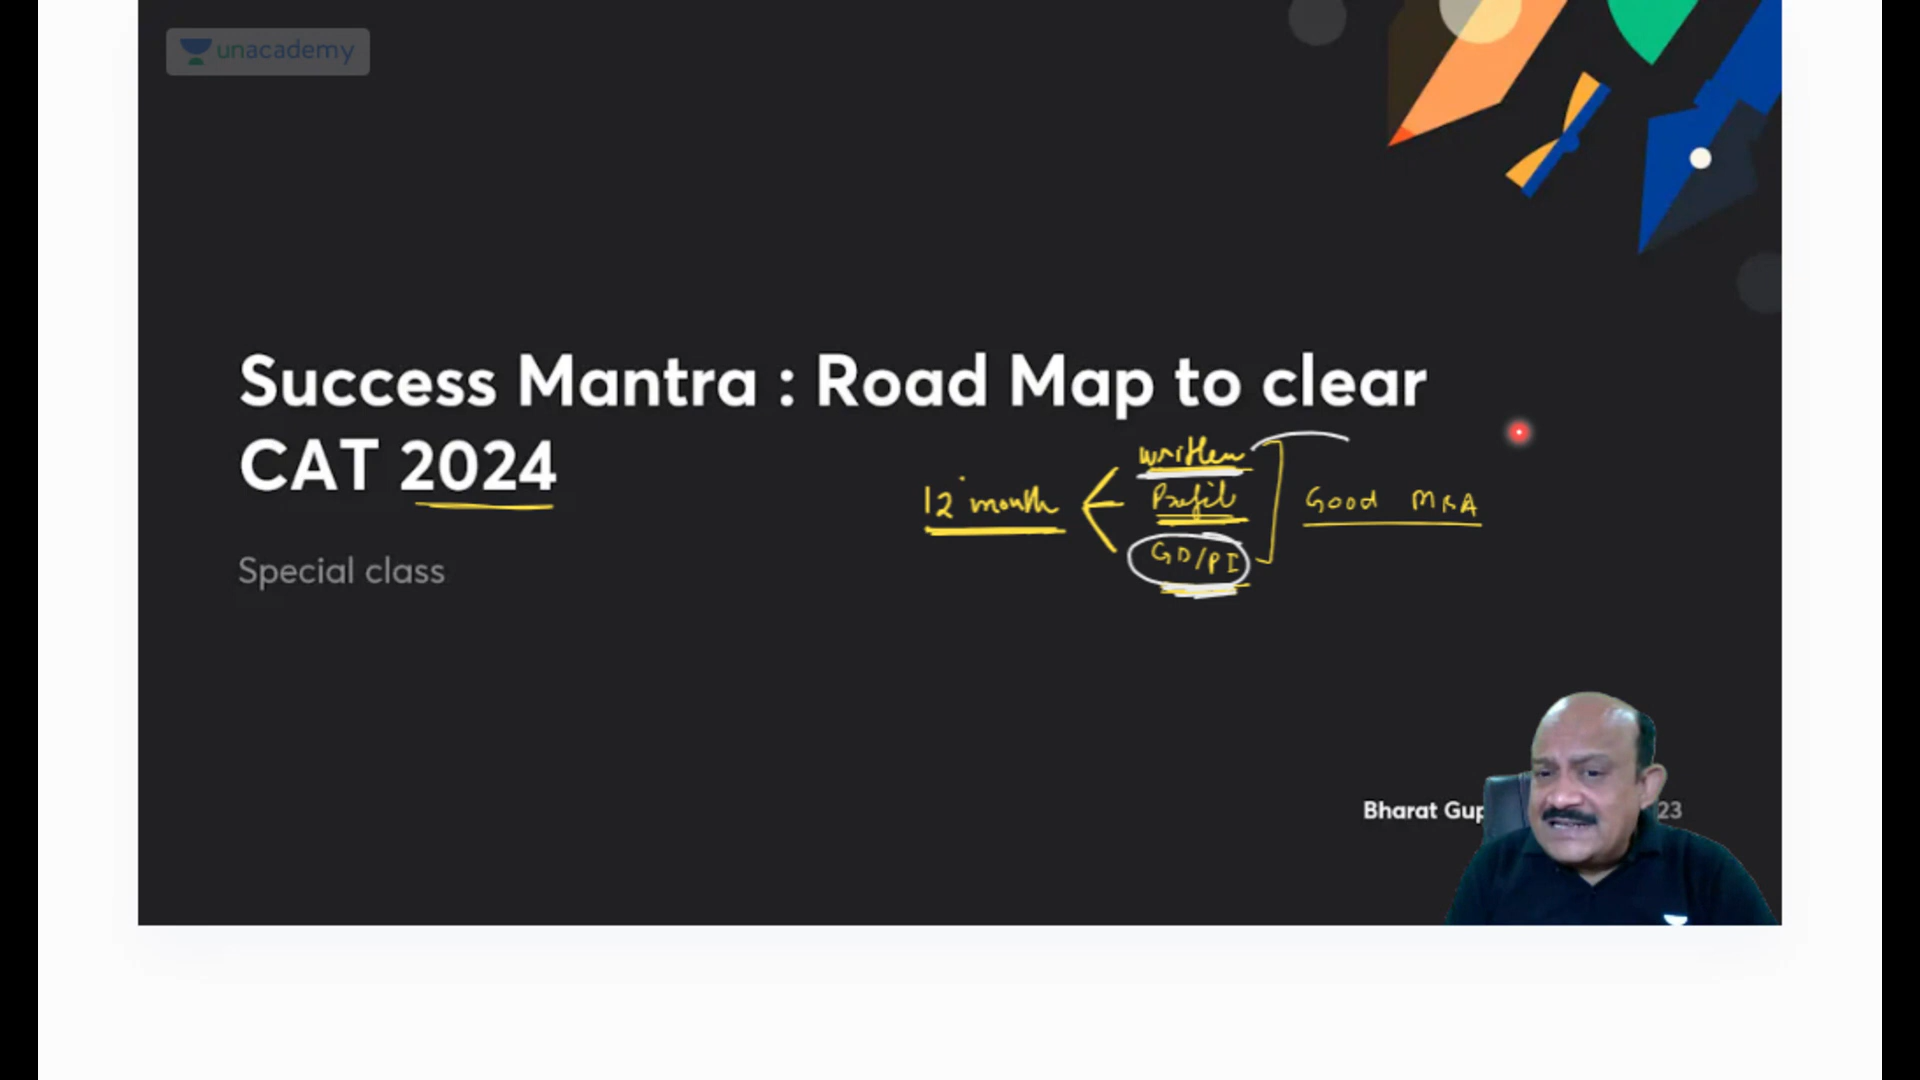 unacademy
Success Mantra : Road Map to clear
CAT 2024
Special class
12 month
written
Profile
GD/PI
Good MBA
Bharat Gup
23